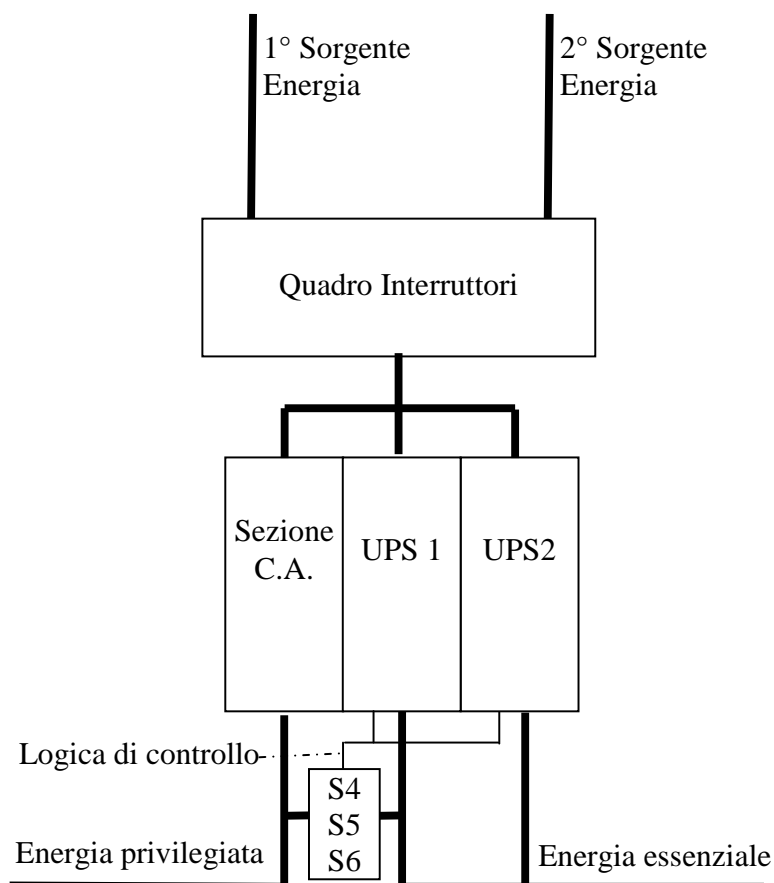 1° Sorgente
Energia
2° Sorgente
Energia
Quadro Interruttori
Sezione
C.A.
UPS 1
UPS2
Logica di controllo
S4
S5
S6
Energia privilegiata
Energia essenziale